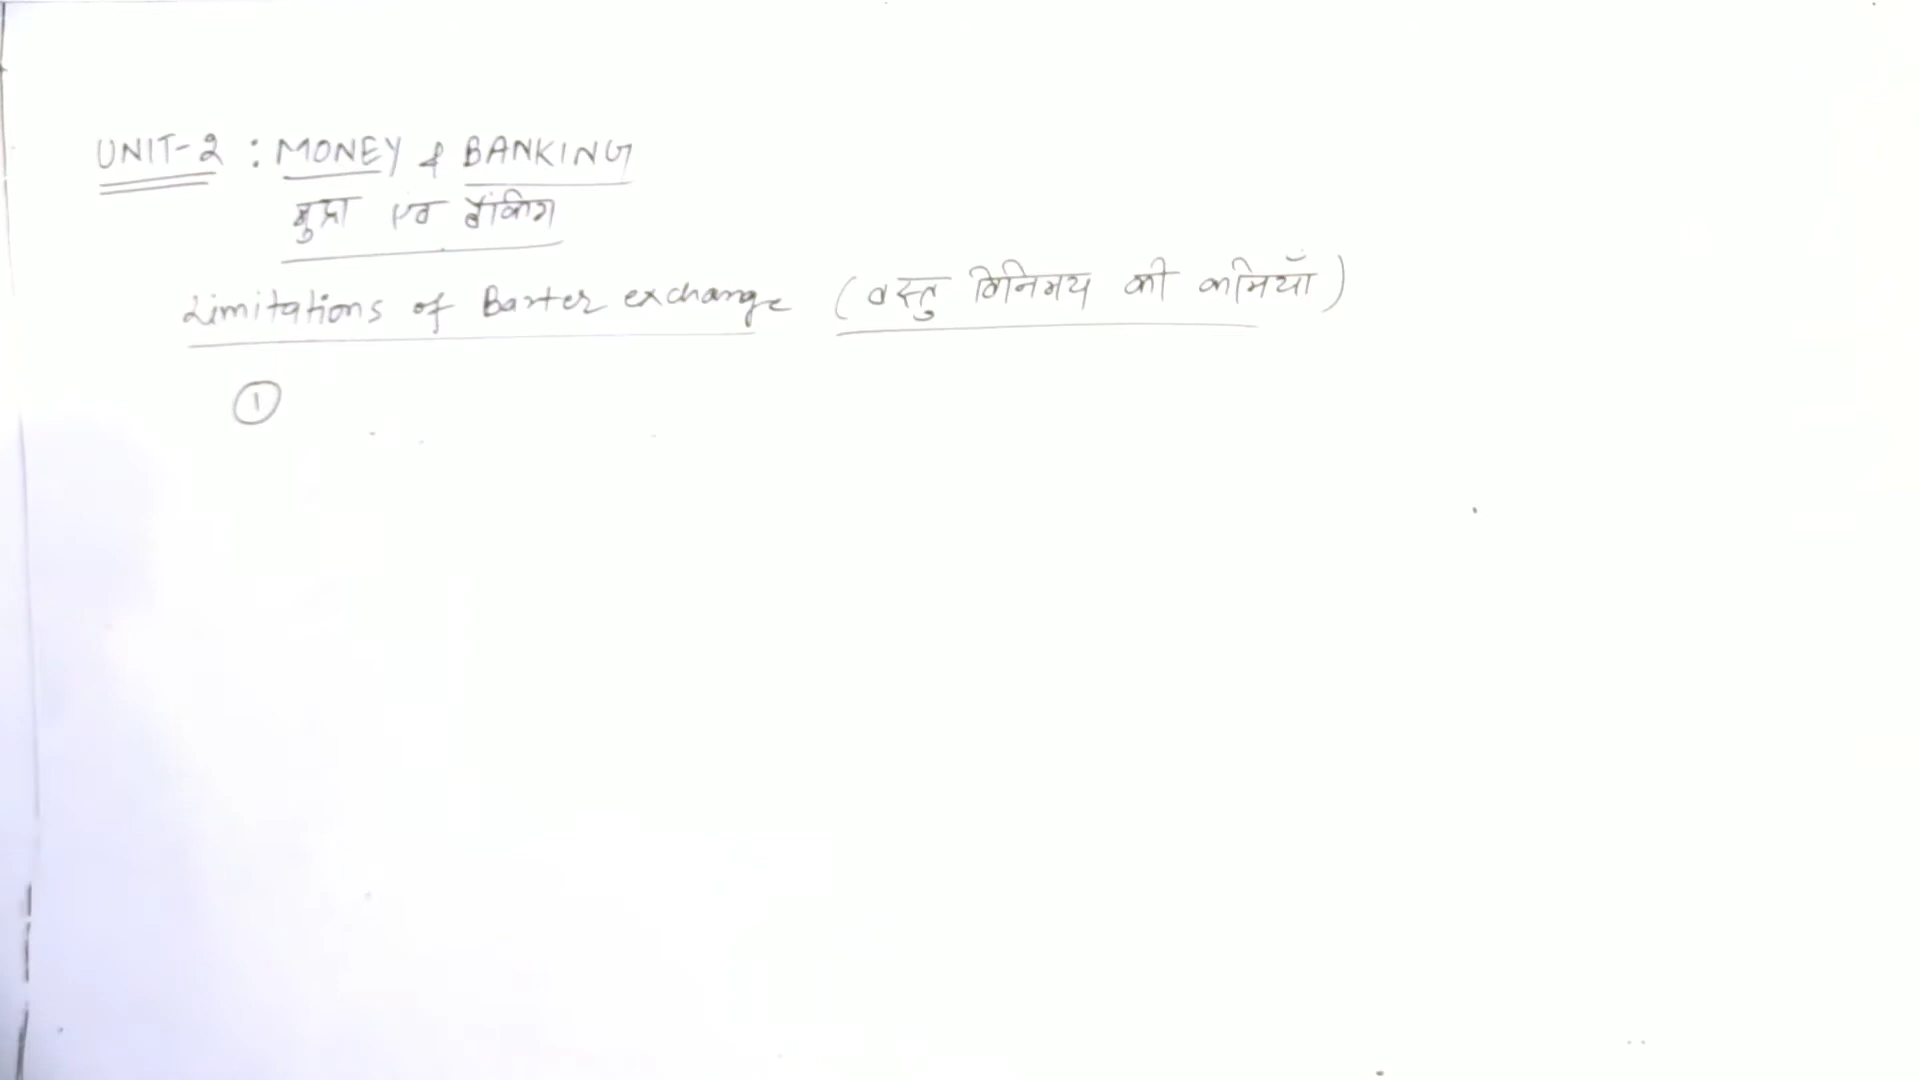 UNIT-2 : MONEY & BANKING
मुद्रा एवं बैंकिंग
Limitations of Barter exchange (वस्तु विनिमय की कमियाँ)
①